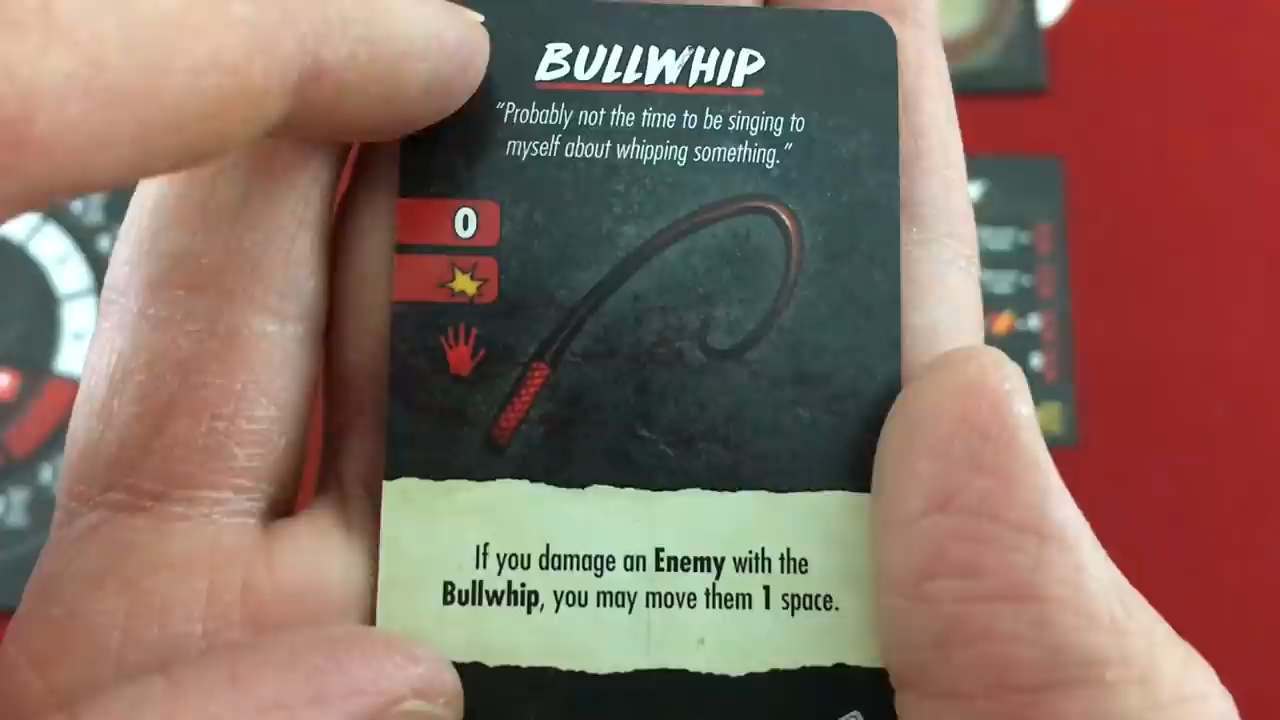 BULLWHIP
"Probably not the time to be singing to
myself about whipping something."
0
If you damage an Enemy with the
Bullwhip, you may move them 1 space.